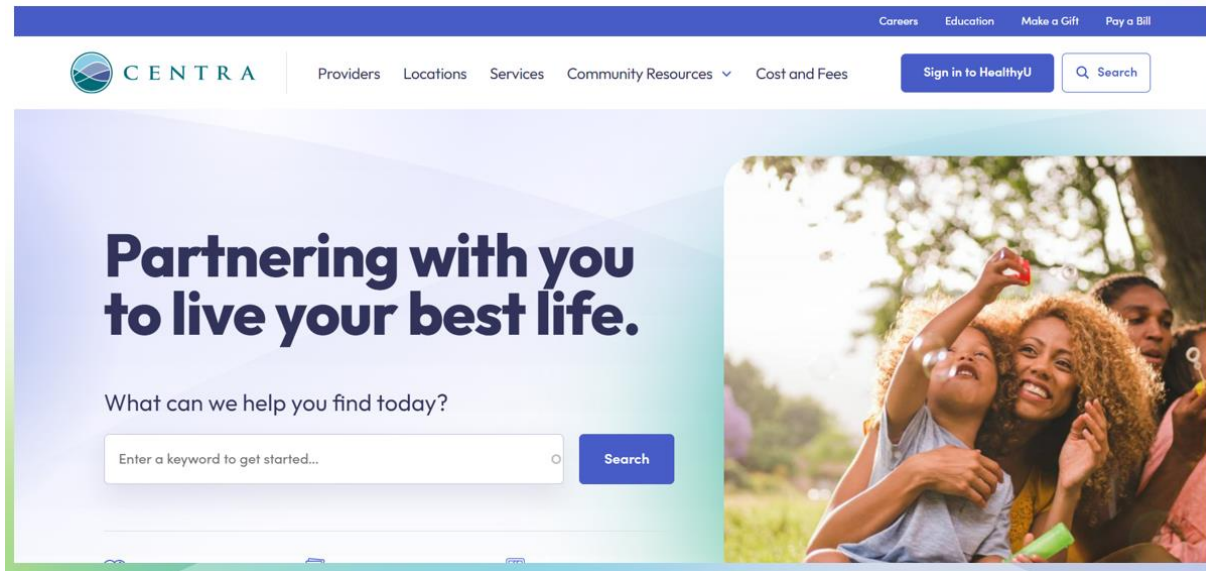 Careers Education Make a Gift Pay a Bill
CENTRA Providers Locations Services Community Resources Cost and Fees Sign in to HealthyU Search
Partnering with you
to live your best life.
What can we help you find today?
Enter a keyword to get started... Search